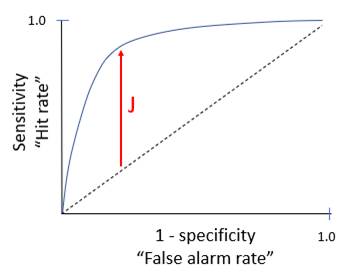 1.0
Sensitivity
“Hit rate”
J
1 - specificity
1.0
“False alarm rate”